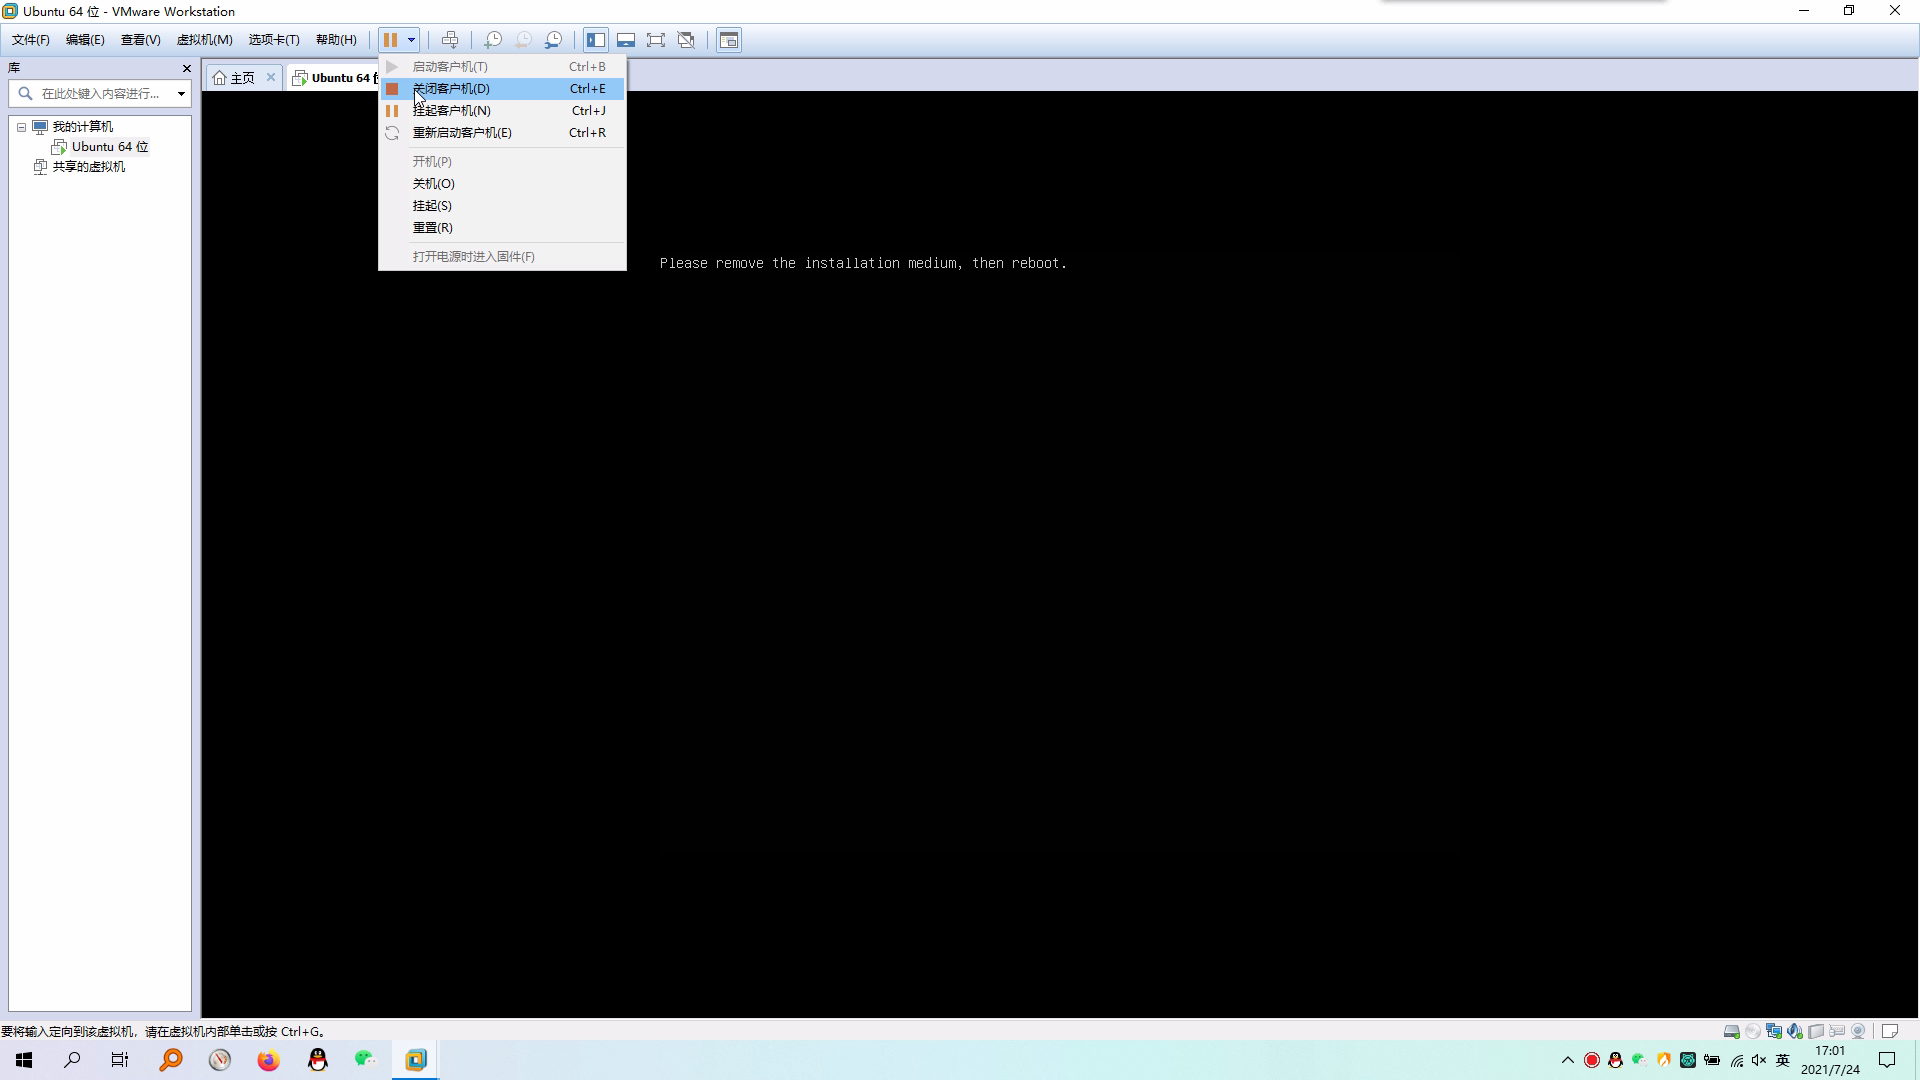 Ubuntu 64 位 - VMware Workstation
文件(F) 编辑(E) 查看(V) 虚拟机(M) 选项卡(T) 帮助(H)
库
在此处键入内容进行...
我的计算机
Ubuntu 64 位
共享的虚拟机
主页
Ubuntu 64
启动客户机(T) Ctrl+B
关闭客户机(D) Ctrl+E
挂起客户机(N) Ctrl+J
重新启动客户机(E) Ctrl+R
开机(P)
关机(O)
挂起(S)
重置(R)
打开电源时进入固件(F)
Please remove the installation medium, then reboot.
要将输入定向到该虚拟机，请在虚拟机内部单击或按 Ctrl+G。
英
17:01
2021/7/24